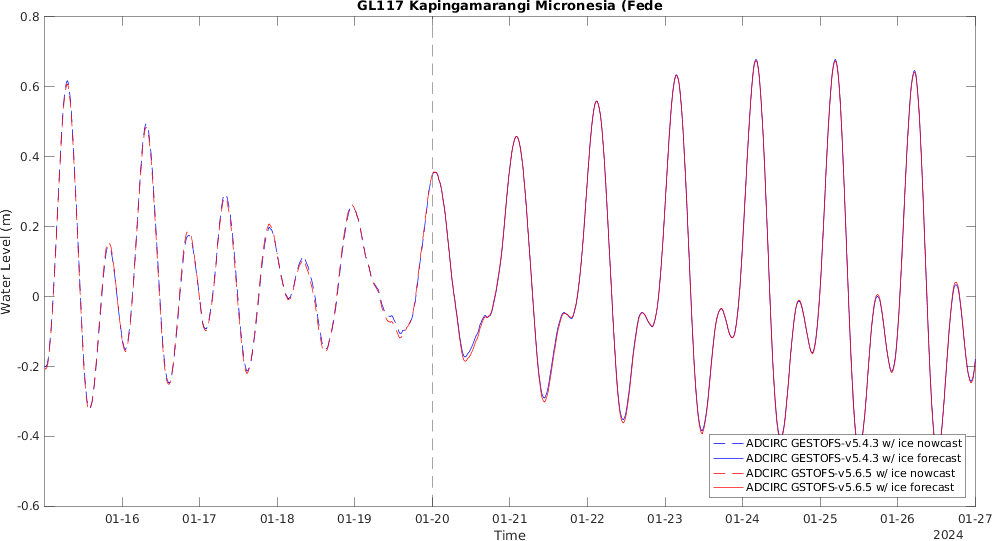 GL117 Kapingamarangi Micronesia (Fede
0.8
0.6
0.4
0.2
0
-0.2
-0.4
-0.6
Water Level (m)
ADCIRC GESTOFS-v5.4.3 w/ ice nowcast
ADCIRC GESTOFS-v5.4.3 w/ ice forecast
ADCIRC GSTOFS-v5.6.5 w/ ice nowcast
ADCIRC GSTOFS-v5.6.5 w/ ice forecast
01-16 01-17 01-18 01-19 01-20 01-21 01-22 01-23 01-24 01-25 01-26 01-27
Time
2024